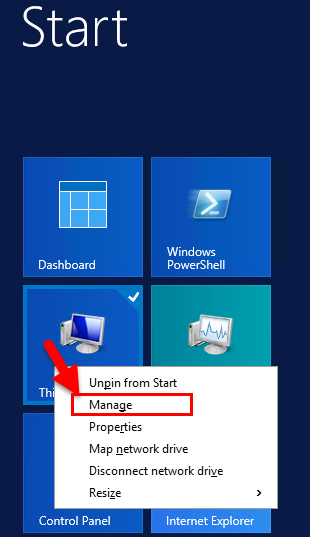 Start
Dashboard
Windows
PowerShell
Thi
Unpin from Start
Manage
Properties
Map network drive
Disconnect network drive
Resize
Control Panel
Internet Explorer